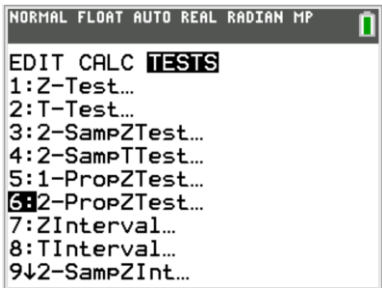 NORMAL FLOAT AUTO REAL RADIAN MP
EDIT CALC TESTS
1:Z-Test…
2:T-Test…
3:2-SampZTest…
4:2-SampTTest…
5:1-PropZTest…
6:2-PropZTest…
7:ZInterval…
8:TInterval…
9↓2-SampZInt…